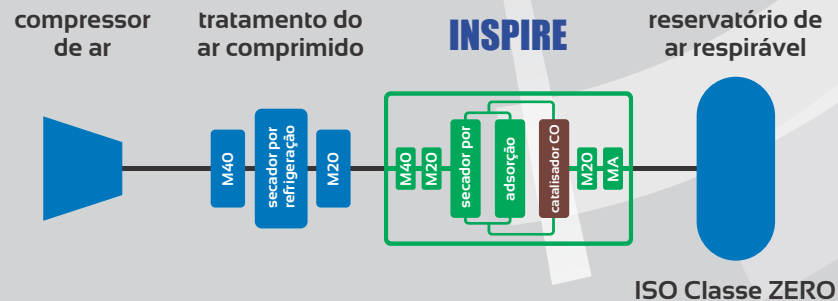 compressor
de ar
tratamento do
ar comprimido
INSPIRE
reservatório de
ar respirável
M40
secador por
refrigeração
M20
M40
M20
secador por
adsorção
catalisador CO
M20
MA
ISO Classe ZERO